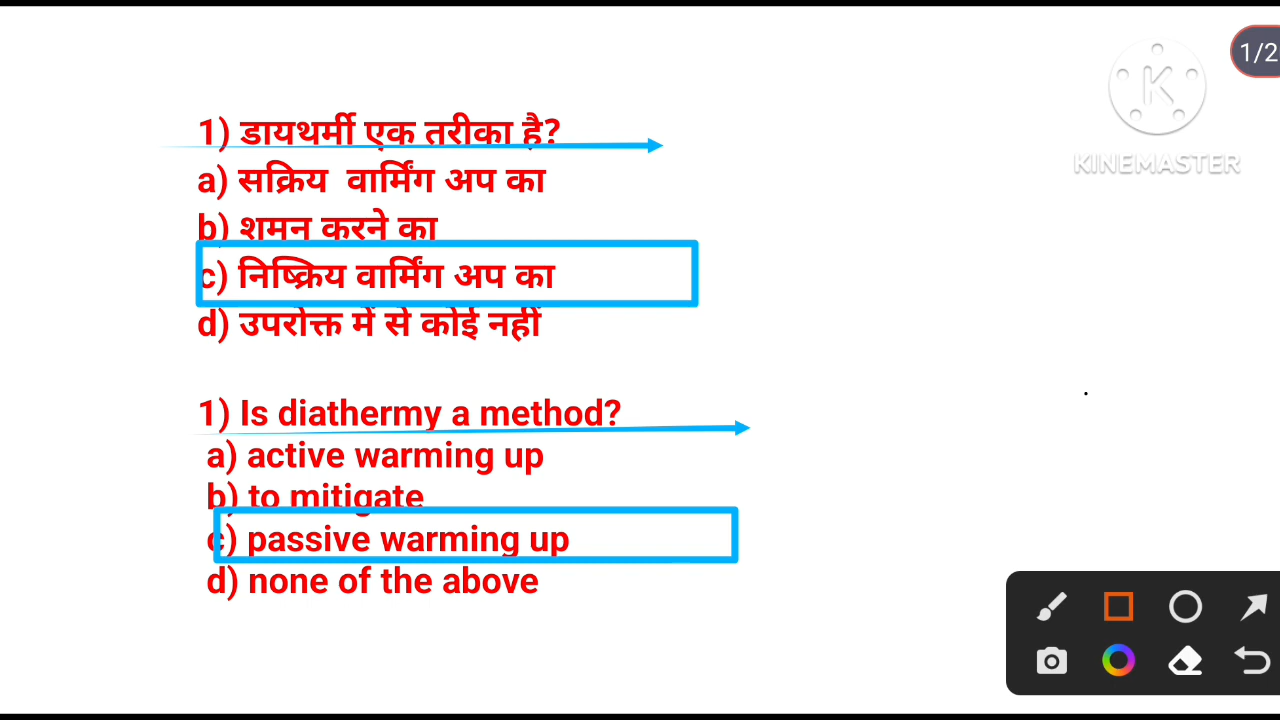 1/2
KINEMASTER
1) डायथर्मी एक तरीका है?
a) सक्रिय वार्मिंग अप का
b) शमन करने का
c) निष्क्रिय वार्मिंग अप का
d) उपरोक्त में से कोई नहीं
1) Is diathermy a method?
a) active warming up
b) to mitigate
c) passive warming up
d) none of the above